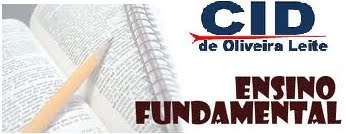 CID
de Oliveira Leite
ENSINO
FUNDAMENTAL